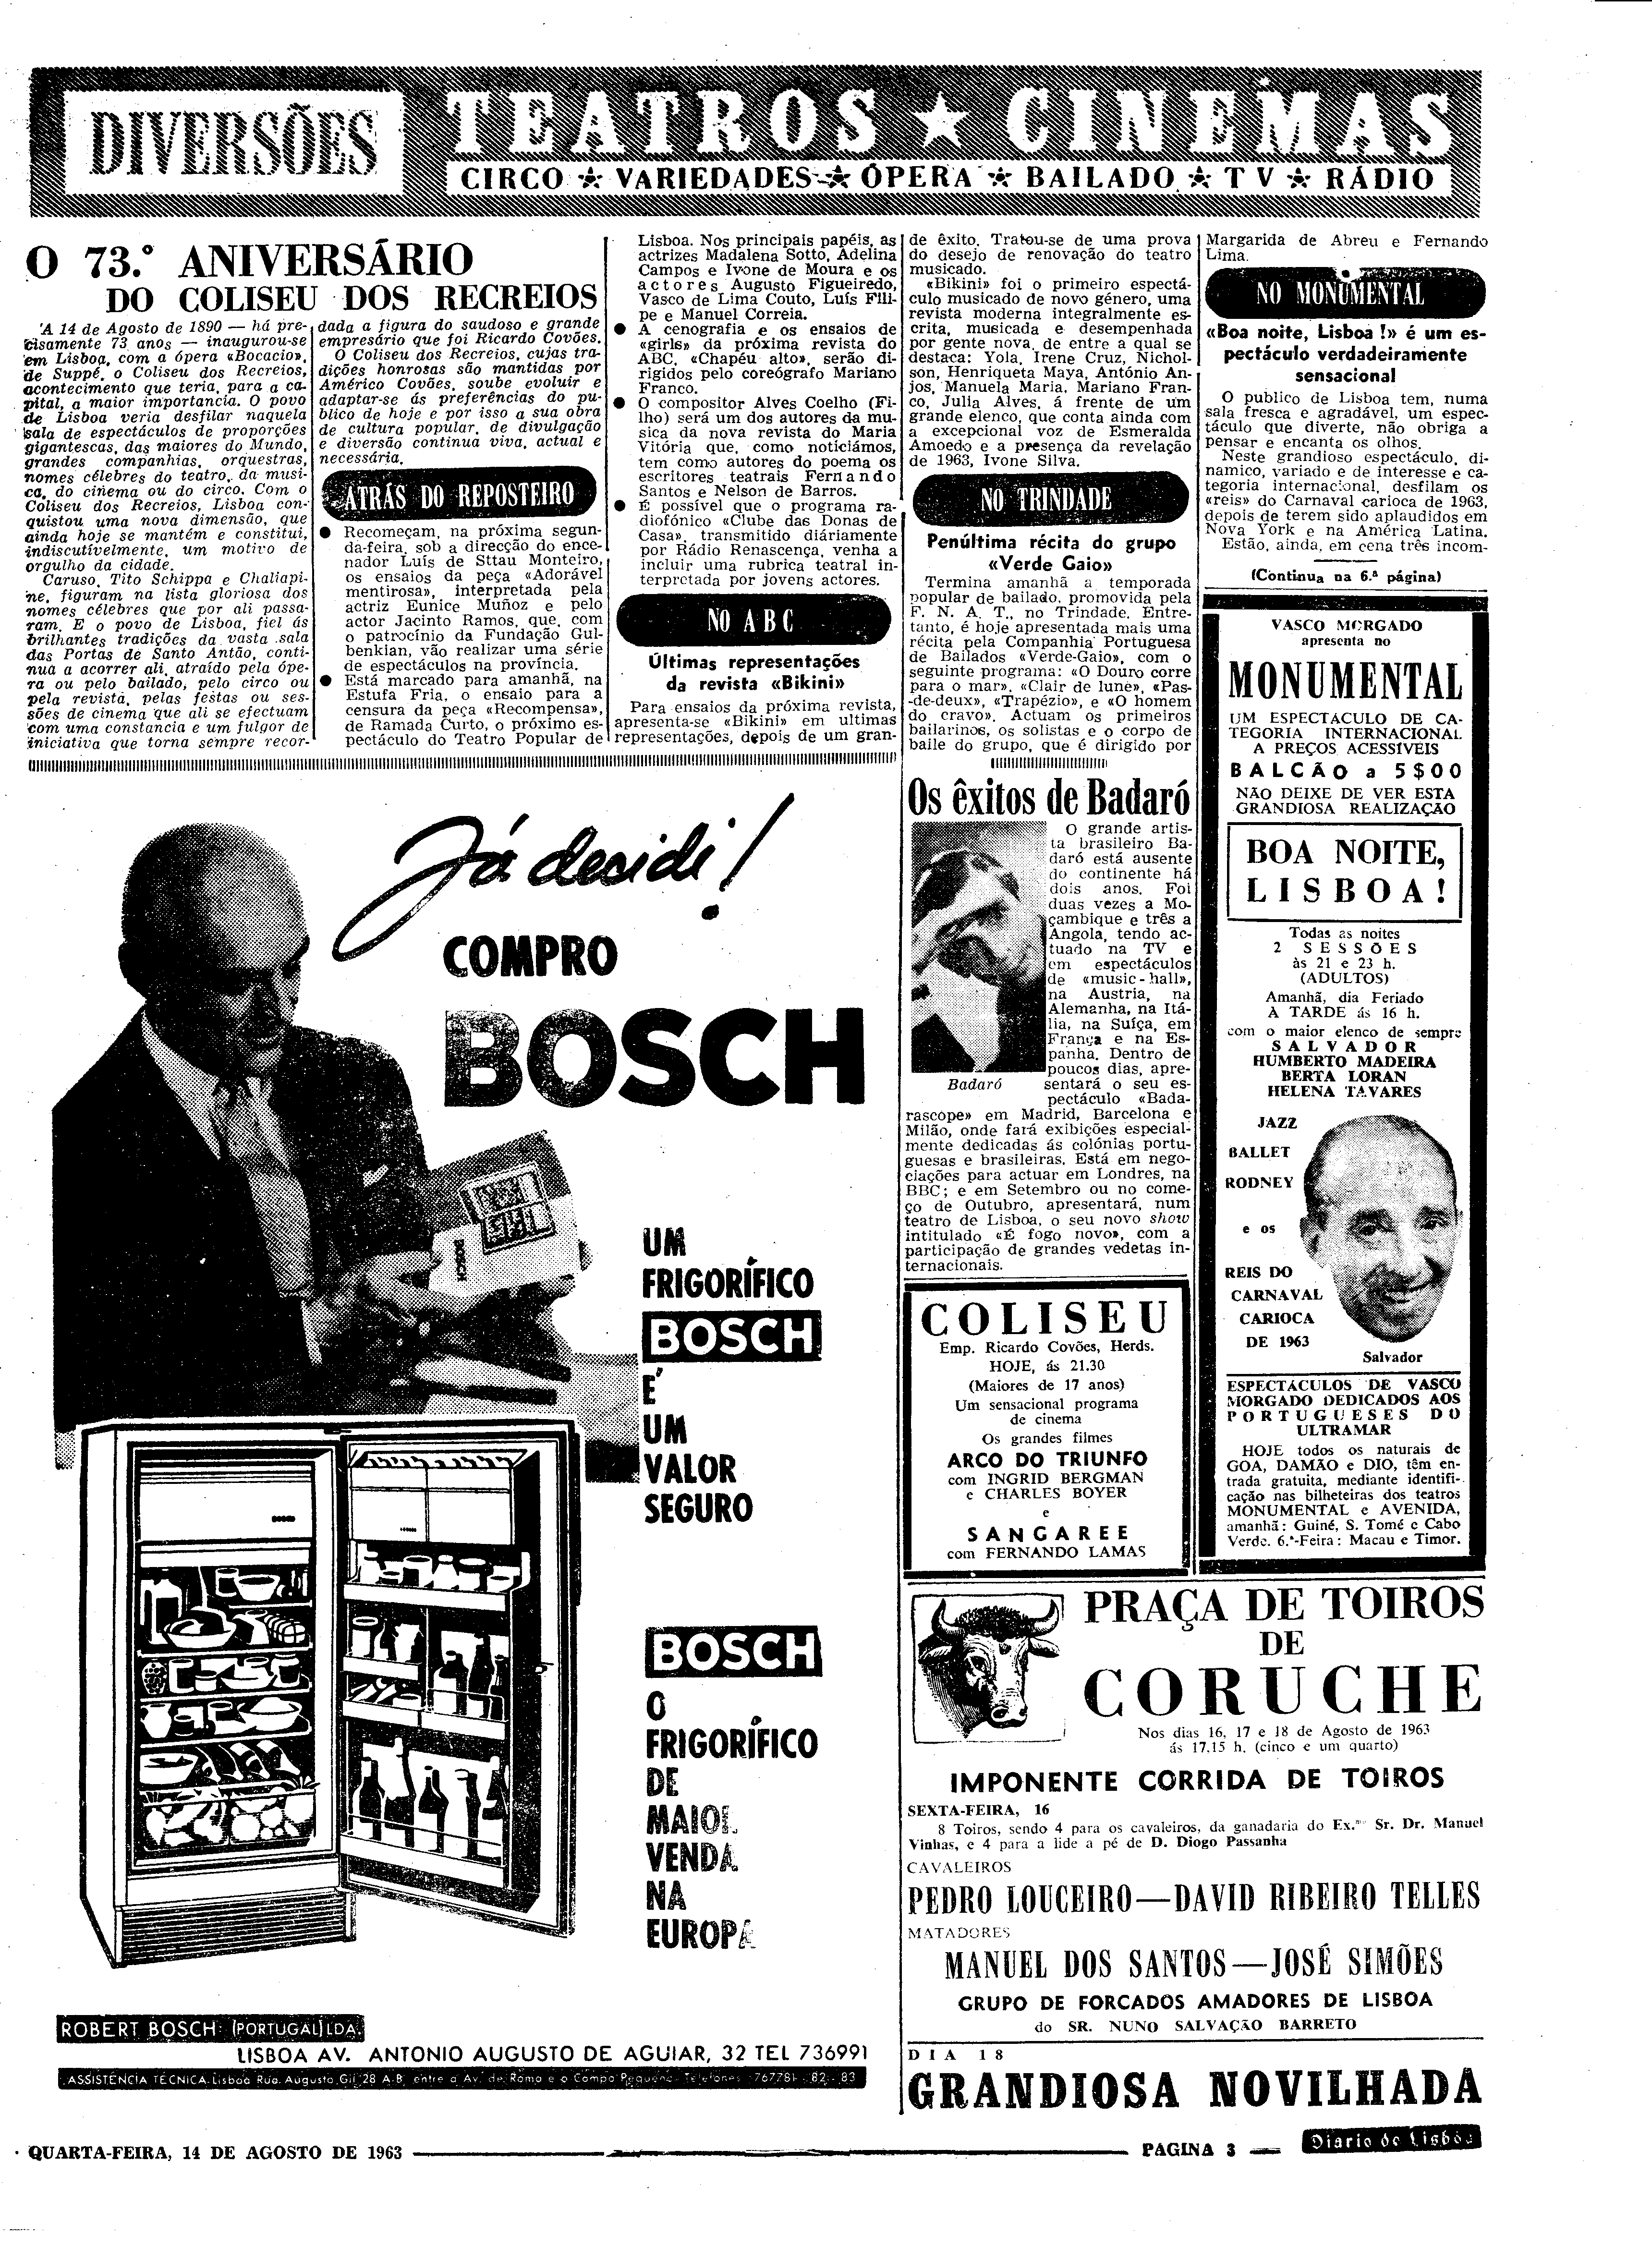 DIVERSÕES
TEATROS ★ CINEMAS
CIRCO ★ VARIEDADES ★ ÓPERA ★ BAILADO ★ TV ★ RÁDIO
O 73.º ANIVERSÁRIO
DO COLISEU DOS RECREIOS
A 14 de Agosto de 1890 — há pre-
cisamente 73 anos — inaugurou-se
em Lisboa, com a ópera «Bocacio»,
de Suppé, o Coliseu dos Recreios,
acontecimento que teria, para a ca-
pital, a maior importancia. O povo
de Lisboa veria desfilar naquela
sala de espectáculos de proporções
gigantescas, das maiores do Mundo,
grandes companhias, orquestras,
nomes célebres do teatro, da musi-
ca, do cinema ou do circo. Com o
Coliseu dos Recreios, Lisboa con-
quistou uma nova dimensão, que
ainda hoje se mantém e constitui,
indiscutivelmente, um motivo de
orgulho da cidade.
Caruso, Tito Schippa e Chaliapi-
ne, figuram na lista gloriosa dos
nomes célebres que por ali passa-
ram. E o povo de Lisboa, fiel ás
brilhantes tradições da vasta sala
das Portas de Santo Antão, conti-
nua a acorrer ali, atraído pela ópe-
ra ou pelo bailado, pelo circo ou
pela revista, pelas festas ou ses-
sões de cinema que ali se efectuam
com uma constancia e um fulgor de
iniciativa que torna sempre recor-
dada a figura do saudoso e grande
empresário que foi Ricardo Covões.
O Coliseu dos Recreios, cujas tra-
dições honrosas são mantidas por
Américo Covões, soube evoluir e
adaptar-se ás preferências do pu-
blico de hoje e por isso a sua obra
de cultura popular, de divulgação
e diversão continua viva, actual e
necessária.
ATRÁS DO REPOSTEIRO
● Recomeçam, na próxima segun-
da-feira, sob a direcção do ence-
nador Luís de Sttau Monteiro,
os ensaios da peça «Adorável
mentirosa», interpretada pela
actriz Eunice Muñoz e pelo
actor Jacinto Ramos, que, com
o patrocínio da Fundação Gul-
benkian, vão realizar uma série
de espectáculos na província.
● Está marcado para amanhã, na
Estufa Fria, o ensaio para a
censura da peça «Recompensa»,
de Ramada Curto, o próximo es-
pectáculo do Teatro Popular de
Lisboa. Nos principais papéis, as
actrizes Madalena Sotto, Adelina
Campos e Ivone de Moura e os
actores Augusto Figueiredo,
Vasco de Lima Couto, Luís Fili-
pe e Manuel Correia.
● A cenografia e os ensaios de
«girls» da próxima revista do
ABC, «Chapéu alto», serão di-
rigidos pelo coreógrafo Mariano
Franco.
● O compositor Alves Coelho (Fi-
lho) será um dos autores da mu-
sica da nova revista do Maria
Vitória que, como noticiámos,
tem como autores do poema os
escritores teatrais Fernando
Santos e Nelson de Barros.
● É possível que o programa ra-
diofónico «Clube das Donas de
Casa», transmitido diáriamente
por Rádio Renascença, venha a
incluir uma rubrica teatral in-
terpretada por jovens actores.
NO ABC
Últimas representações
da revista «Bikini»
Para ensaios da próxima revista,
apresenta-se «Bikini» em ultimas
representações, depois de um gran-
de êxito. Tratou-se de uma prova
do desejo de renovação do teatro
musicado.
«Bikini» foi o primeiro espectá-
culo musicado de novo género, uma
revista moderna integralmente es-
crita, musicada e desempenhada
por gente nova, de entre a qual se
destaca: Yola, Irene Cruz, Nichol-
son, Henriqueta Maya, António An-
jos, Manuela Maria, Mariano Fran-
co, Julia Alves, á frente de um
grande elenco, que conta ainda com
a excepcional voz de Esmeralda
Amoedo e a presença da revelação
de 1963, Ivone Silva.
NO TRINDADE
Penúltima récita do grupo
«Verde Gaio»
Termina amanhã a temporada
popular de bailado, promovida pela
F. N. A. T., no Trindade. Entre-
tanto, é hoje apresentada mais uma
récita pela Companhia Portuguesa
de Bailados «Verde-Gaio», com o
seguinte programa: «O Douro corre
para o mar», «Clair de lune», «Pas-
-de-deux», «Trapézio», e «O homem
do cravo». Actuam os primeiros
bailarinos, os solistas e o corpo de
baile do grupo, que é dirigido por
Margarida de Abreu e Fernando
Lima.
NO MONUMENTAL
«Boa noite, Lisboa!» é um es-
pectáculo verdadeiramente
sensacional
O publico de Lisboa tem, numa
sala fresca e agradável, um espec-
táculo que diverte, não obriga a
pensar e encanta os olhos.
Neste grandioso espectáculo, di-
namico, variado e de interesse e ca-
tegoria internacional, desfilam os
«reis» do Carnaval carioca de 1963,
depois de terem sido aplaudidos em
Nova York e na América Latina.
Estão, ainda, em cena três incom-
(Continua na 6.ª página)
Os êxitos de Badaró
O grande artis-
ta brasileiro Ba-
daró está ausente
do continente há
dois anos. Foi
duas vezes a Mo-
çambique e três a
Angola, tendo ac-
tuado na TV e
em espectáculos
de «music-hall»,
na Austria, na
Alemanha, na Itá-
lia, na Suíça, em
França e na Es-
panha. Dentro de
poucos dias, apre-
sentará o seu es-
pectáculo «Bada-
rascope» em Madrid, Barcelona e
Milão, onde fará exibições especial-
mente dedicadas ás colónias portu-
guesas e brasileiras. Está em nego-
ciações para actuar em Londres, na
BBC; e em Setembro ou no come-
ço de Outubro, apresentará, num
teatro de Lisboa, o seu novo show
intitulado «É fogo novo», com a
participação de grandes vedetas in-
ternacionais.
Badaró
VASCO MORGADO
apresenta no
MONUMENTAL
UM ESPECTÁCULO DE CA-
TEGORIA INTERNACIONAL
A PREÇOS ACESSÍVEIS
BALCÃO a 5$00
NÃO DEIXE DE VER ESTA
GRANDIOSA REALIZAÇÃO
BOA NOITE,
LISBOA!
Todas as noites
2 SESSÕES
às 21 e 23 h.
(ADULTOS)
Amanhã, dia Feriado
Á TARDE ás 16 h.
com o maior elenco de sempre
SALVADOR
HUMBERTO MADEIRA
BERTA LORAN
HELENA TAVARES
JAZZ
BALLET
RODNEY
e os
REIS DO
CARNAVAL
CARIOCA
DE 1963
Salvador
ESPECTÁCULOS DE VASCO
MORGADO DEDICADOS AOS
PORTUGUESES DO
ULTRAMAR
HOJE todos os naturais de
GOA, DAMÃO e DIO, têm en-
trada gratuita, mediante identifi-
cação nas bilheteiras dos teatros
MONUMENTAL e AVENIDA,
amanhã: Guiné, S. Tomé e Cabo
Verde. 6.ª-Feira: Macau e Timor.
COLISEU
Emp. Ricardo Covões, Herds.
HOJE, ás 21.30
(Maiores de 17 anos)
Um sensacional programa
de cinema
Os grandes filmes
ARCO DO TRIUNFO
com INGRID BERGMAN
e CHARLES BOYER
e
SANGAREE
com FERNANDO LAMAS
Já decidi!
COMPRO
BOSCH
BOSCH
UM
FRIGORÍFICO
BOSCH
É
UM
VALOR
SEGURO
BOSCH
O
FRIGORÍFICO
DE
MAIOR
VENDA
NA
EUROPA
ROBERT BOSCH (PORTUGAL) LDA.
LISBOA AV. ANTONIO AUGUSTO DE AGUIAR, 32 TEL 736991
ASSISTÊNCIA TÉCNICA Lisboa Rua Augusto Gil 28 A-B entre a Av. de Roma e o Campo Pequeno - Telefones 767781 - 82 - 83
PRAÇA DE TOIROS
DE
CORUCHE
Nos dias 16, 17 e 18 de Agosto de 1963
ás 17,15 h. (cinco e um quarto)
IMPONENTE CORRIDA DE TOIROS
SEXTA-FEIRA, 16
8 Toiros, sendo 4 para os cavaleiros, da ganadaria do Ex.mo Sr. Dr. Manuel
Vinhas, e 4 para a lide a pé de D. Diogo Passanha
CAVALEIROS
PEDRO LOUCEIRO—DAVID RIBEIRO TELLES
MATADORES
MANUEL DOS SANTOS—JOSÉ SIMÕES
GRUPO DE FORCADOS AMADORES DE LISBOA
do SR. NUNO SALVAÇÃO BARRETO
DIA 18
GRANDIOSA NOVILHADA
QUARTA-FEIRA, 14 DE AGOSTO DE 1963
PAGINA 3
Diario de Lisboa